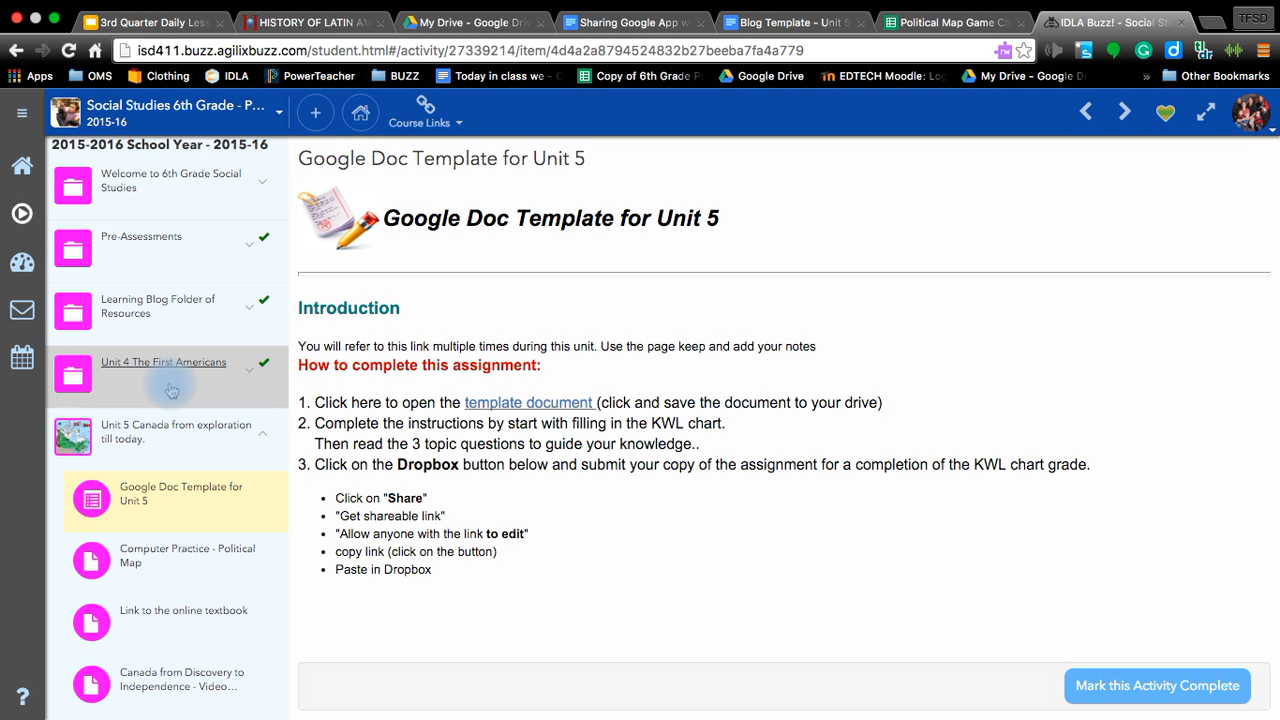 3rd Quarter Daily Less
HISTORY OF LATIN AM
My Drive - Google Driv
Sharing Google App w
Blog Template - Unit 5
Political Map Game Ch
IDLA Buzz! - Social St
TFSD
isd411.buzz.agilixbuzz.com/student.html#/activity/27339214/item/4d4a2a8794524832b27beeba7fa4a779
Apps
OMS
Clothing
IDLA
PowerTeacher
BUZZ
Today in class we -
Copy of 6th Grade P
Google Drive
EDTECH Moodle: Log
My Drive - Google D
»
Other Bookmarks
Social Studies 6th Grade - P...
2015-16
Course Links
2015-2016 School Year - 2015-16
Welcome to 6th Grade Social
Studies
Pre-Assessments
Learning Blog Folder of
Resources
Unit 4 The First Americans
Unit 5 Canada from exploration
till today.
Google Doc Template for
Unit 5
Computer Practice - Political
Map
Link to the online textbook
Canada from Discovery to
Independence - Video...
Google Doc Template for Unit 5
Google Doc Template for Unit 5
Introduction
You will refer to this link multiple times during this unit. Use the page keep and add your notes
How to complete this assignment:
1. Click here to open the template document (click and save the document to your drive)
2. Complete the instructions by start with filling in the KWL chart.
Then read the 3 topic questions to guide your knowledge..
3. Click on the Dropbox button below and submit your copy of the assignment for a completion of the KWL chart grade.
• Click on "Share"
• "Get shareable link"
• "Allow anyone with the link to edit"
• copy link (click on the button)
• Paste in Dropbox
Mark this Activity Complete